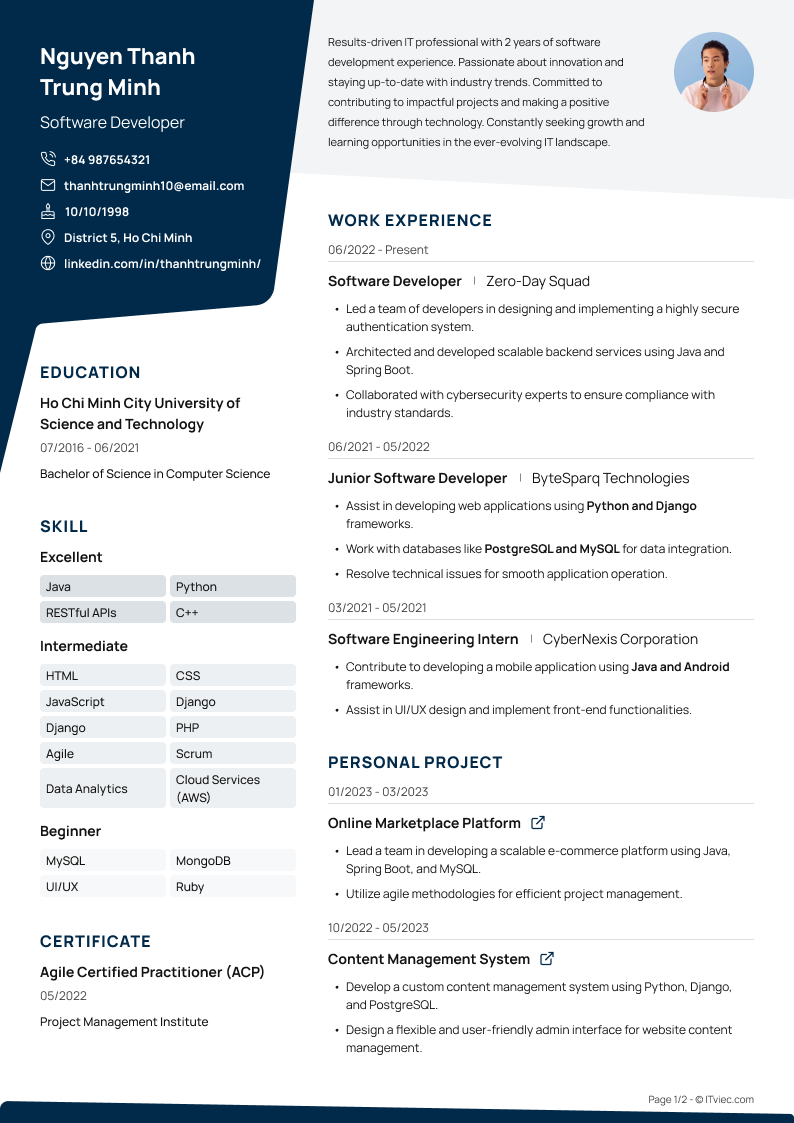 Nguyen Thanh
Trung Minh
Software Developer
+84 987654321
thanhtrungminh10@email.com
10/10/1998
District 5, Ho Chi Minh
linkedin.com/in/thanhtrungminh/
Results-driven IT professional with 2 years of software
development experience. Passionate about innovation and
staying up-to-date with industry trends. Committed to
contributing to impactful projects and making a positive
difference through technology. Constantly seeking growth and
learning opportunities in the ever-evolving IT landscape.
EDUCATION
Ho Chi Minh City University of
Science and Technology
07/2016 - 06/2021
Bachelor of Science in Computer Science
SKILL
Excellent
Java Python
RESTful APIs C++
Intermediate
HTML CSS
JavaScript Django
Django PHP
Agile Scrum
Data Analytics Cloud Services
(AWS)
Beginner
MySQL MongoDB
UI/UX Ruby
CERTIFICATE
Agile Certified Practitioner (ACP)
05/2022
Project Management Institute
WORK EXPERIENCE
06/2022 - Present
Software Developer | Zero-Day Squad
• Led a team of developers in designing and implementing a highly secure
authentication system.
• Architected and developed scalable backend services using Java and
Spring Boot.
• Collaborated with cybersecurity experts to ensure compliance with
industry standards.
06/2021 - 05/2022
Junior Software Developer | ByteSparq Technologies
• Assist in developing web applications using Python and Django
frameworks.
• Work with databases like PostgreSQL and MySQL for data integration.
• Resolve technical issues for smooth application operation.
03/2021 - 05/2021
Software Engineering Intern | CyberNexis Corporation
• Contribute to developing a mobile application using Java and Android
frameworks.
• Assist in UI/UX design and implement front-end functionalities.
PERSONAL PROJECT
01/2023 - 03/2023
Online Marketplace Platform
• Lead a team in developing a scalable e-commerce platform using Java,
Spring Boot, and MySQL.
• Utilize agile methodologies for efficient project management.
10/2022 - 05/2023
Content Management System
• Develop a custom content management system using Python, Django,
and PostgreSQL.
• Design a flexible and user-friendly admin interface for website content
management.
Page 1/2 - © ITviec.com